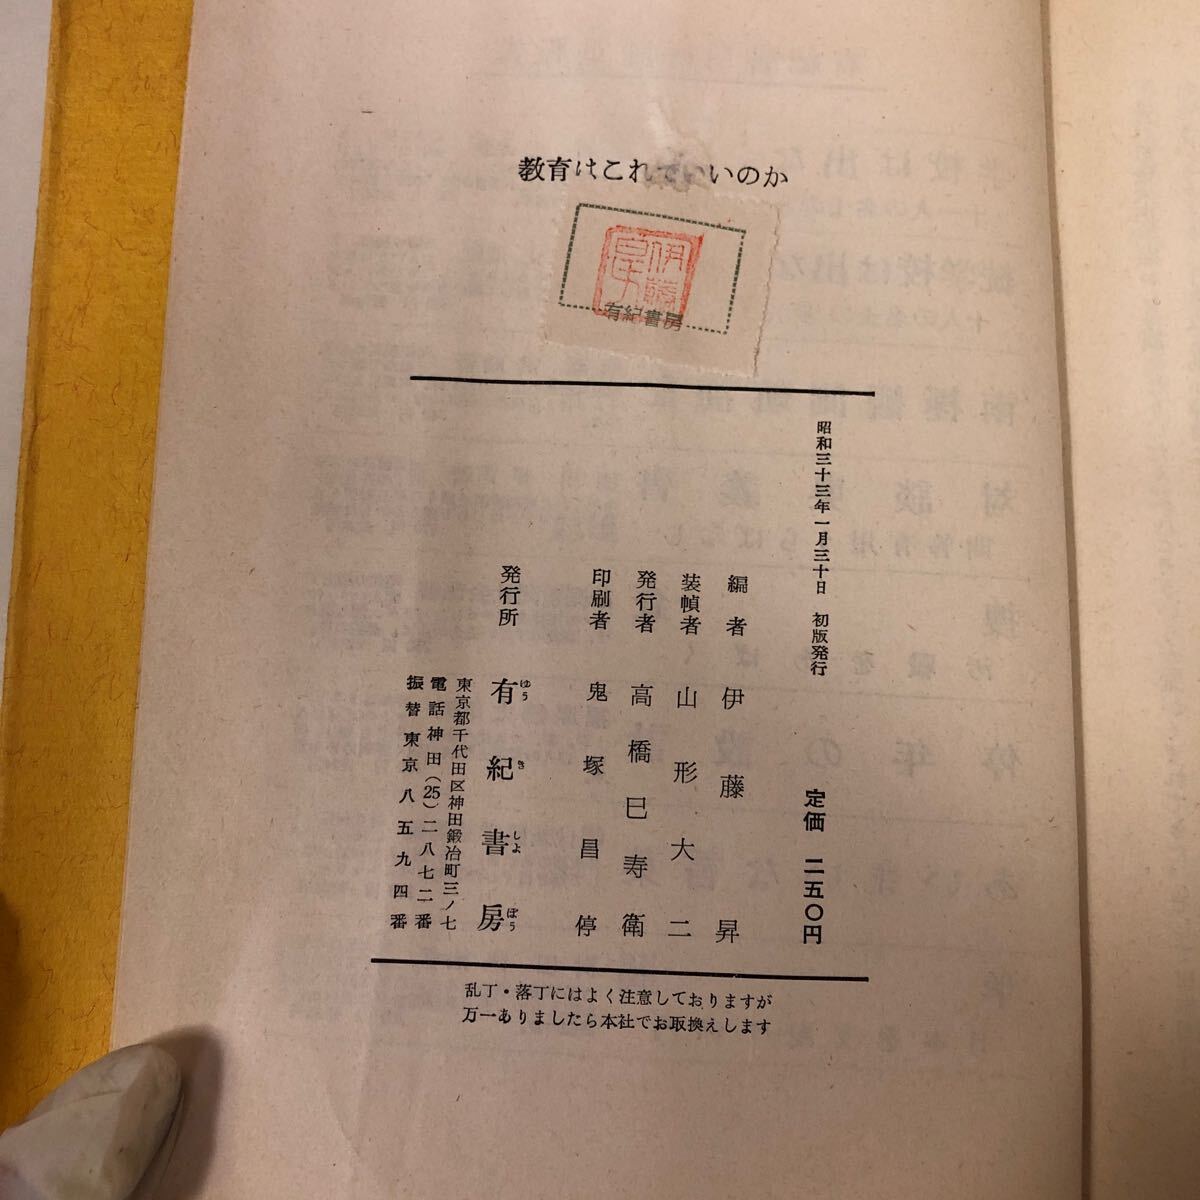 教育はこれでいいのか
伊藤昇
有紀書房
昭和三十三年一月三十日　初版発行
定価　二五〇円
編者　伊藤昇
装幀者　山形大二
発行者　高橋巳寿衛
印刷者　鬼塚昌停
発行所　有紀書房
ゆうきしよぼう
東京都千代田区神田鍛冶町三ノ七
電話神田(25)二八七二番
振替東京八五九四番
乱丁・落丁にはよく注意しておりますが
万一ありましたら本社でお取換えします